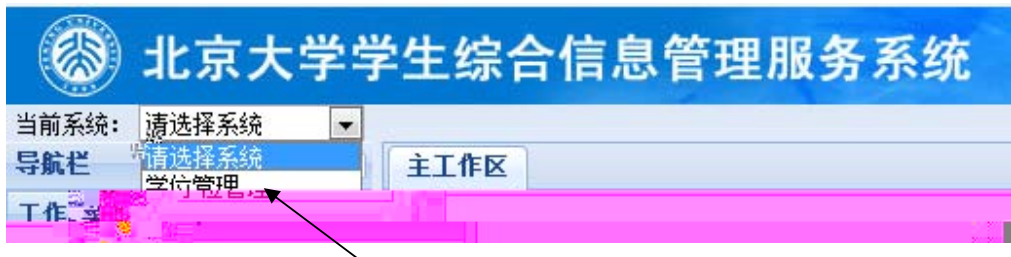 北京大学学生综合信息管理服务系统
当前系统： 请选择系统
导航栏 请选择系统 主工作区
学位管理
工作